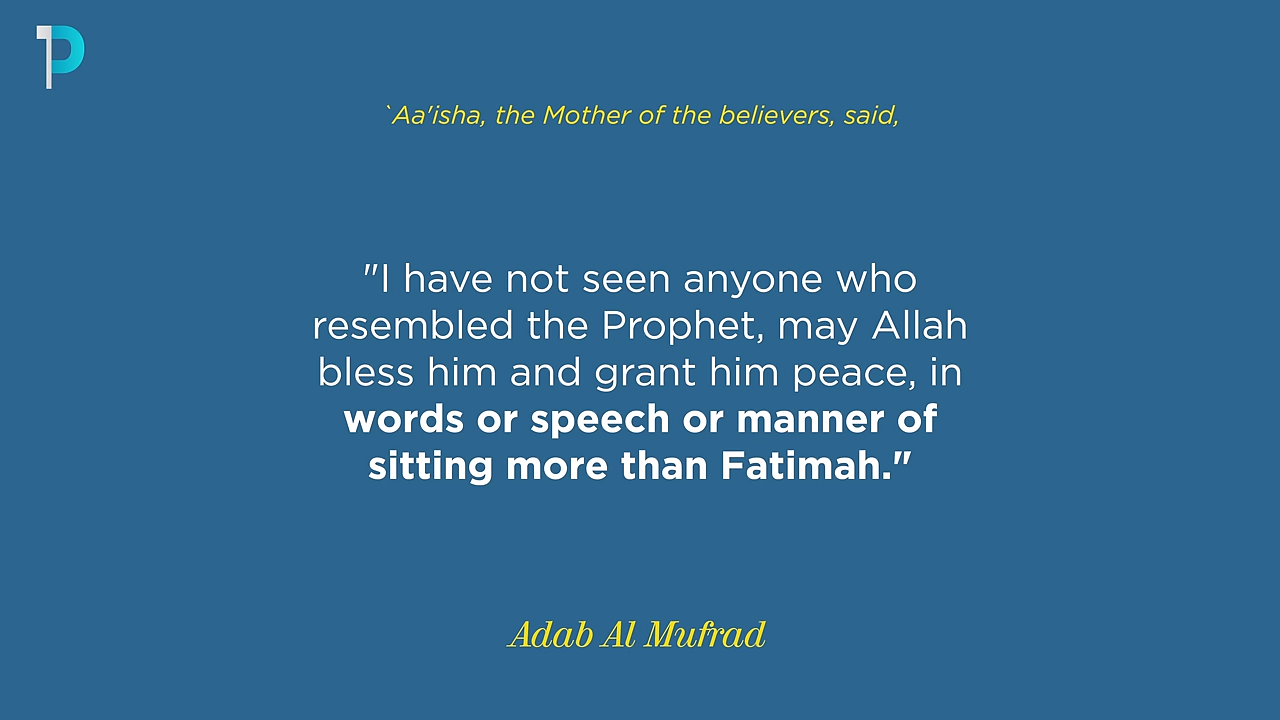 `Aa'isha, the Mother of the believers, said,
"I have not seen anyone who
resembled the Prophet, may Allah
bless him and grant him peace, in
words or speech or manner of
sitting more than Fatimah."
Adab Al Mufrad